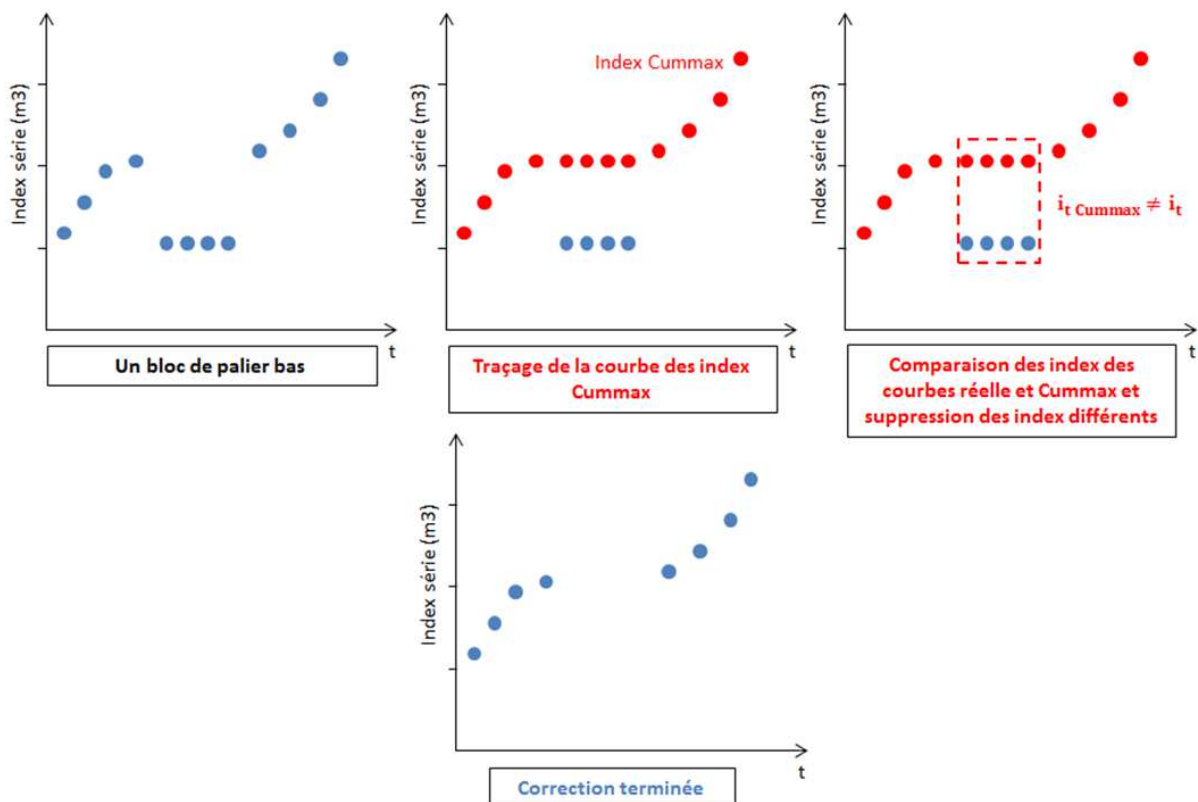 Index série (m3)
t
Un bloc de palier bas
Index série (m3)
Index Cummax
t
Traçage de la courbe des index
Cummax
Index série (m3)
i_t Cummax ≠ i_t
t
Comparaison des index des
courbes réelle et Cummax et
suppression des index différents
Index série (m3)
t
Correction terminée